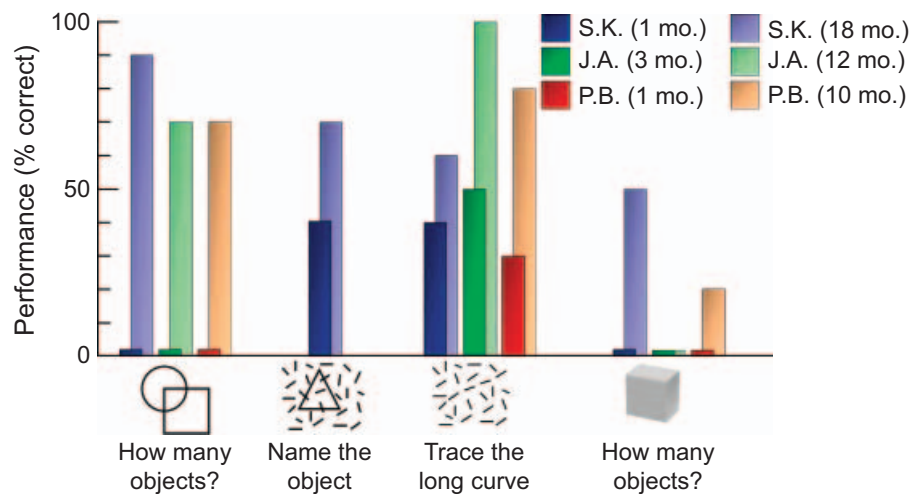 Performance (% correct)
100
50
0
S.K. (1 mo.)
J.A. (3 mo.)
P.B. (1 mo.)
S.K. (18 mo.)
J.A. (12 mo.)
P.B. (10 mo.)
How many
objects?
Name the
object
Trace the
long curve
How many
objects?